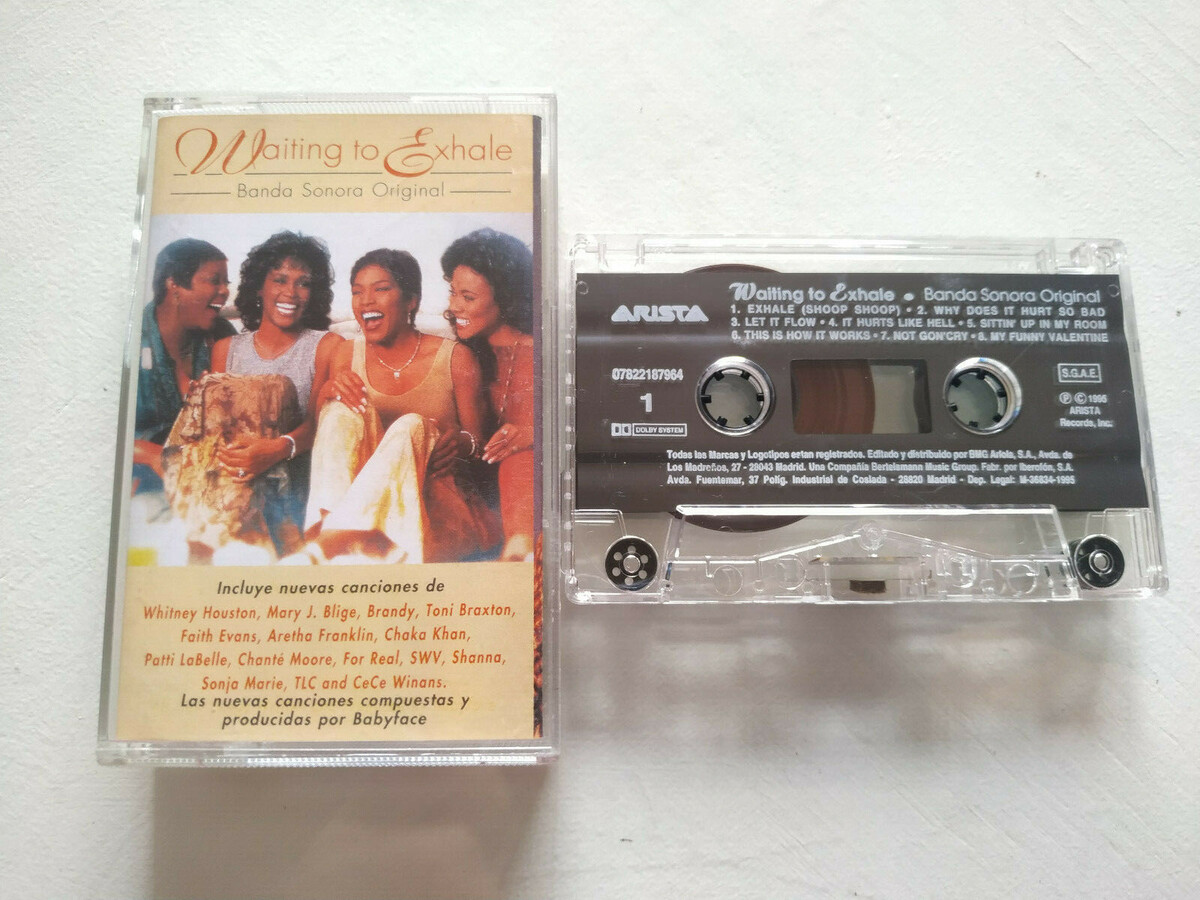 Waiting to Exhale
Banda Sonora Original
Incluye nuevas canciones de
Whitney Houston, Mary J. Blige, Brandy, Toni Braxton,
Faith Evans, Aretha Franklin, Chaka Khan,
Patti LaBelle, Chanté Moore, For Real, SWV, Shanna,
Sonja Marie, TLC and CeCe Winans.
Las nuevas canciones compuestas y
producidas por Babyface
ARISTA
Waiting to Exhale • Banda Sonora Original
1. EXHALE (SHOOP SHOOP) • 2. WHY DOES IT HURT SO BAD
3. LET IT FLOW • 4. IT HURTS LIKE HELL • 5. SITTIN' UP IN MY ROOM
6. THIS IS HOW IT WORKS • 7. NOT GON'CRY • 8. MY FUNNY VALENTINE
07822187964
1
DOLBY SYSTEM
S.G.A.E.
Ⓟ © 1995
ARISTA
Records, Inc.
Todas las Marcas y Logotipos estan registrados. Editado y distribuido por BMG Ariola, S.A., Avda. de
Los Madroños, 27 - 28043 Madrid. Una Compañía Bertelsmann Music Group. Fabr. por Iberofón, S.A.
Avda. Fuentemar, 37 Políg. Industrial de Coslada - 28820 Madrid - Dep. Legal: M-36834-1995